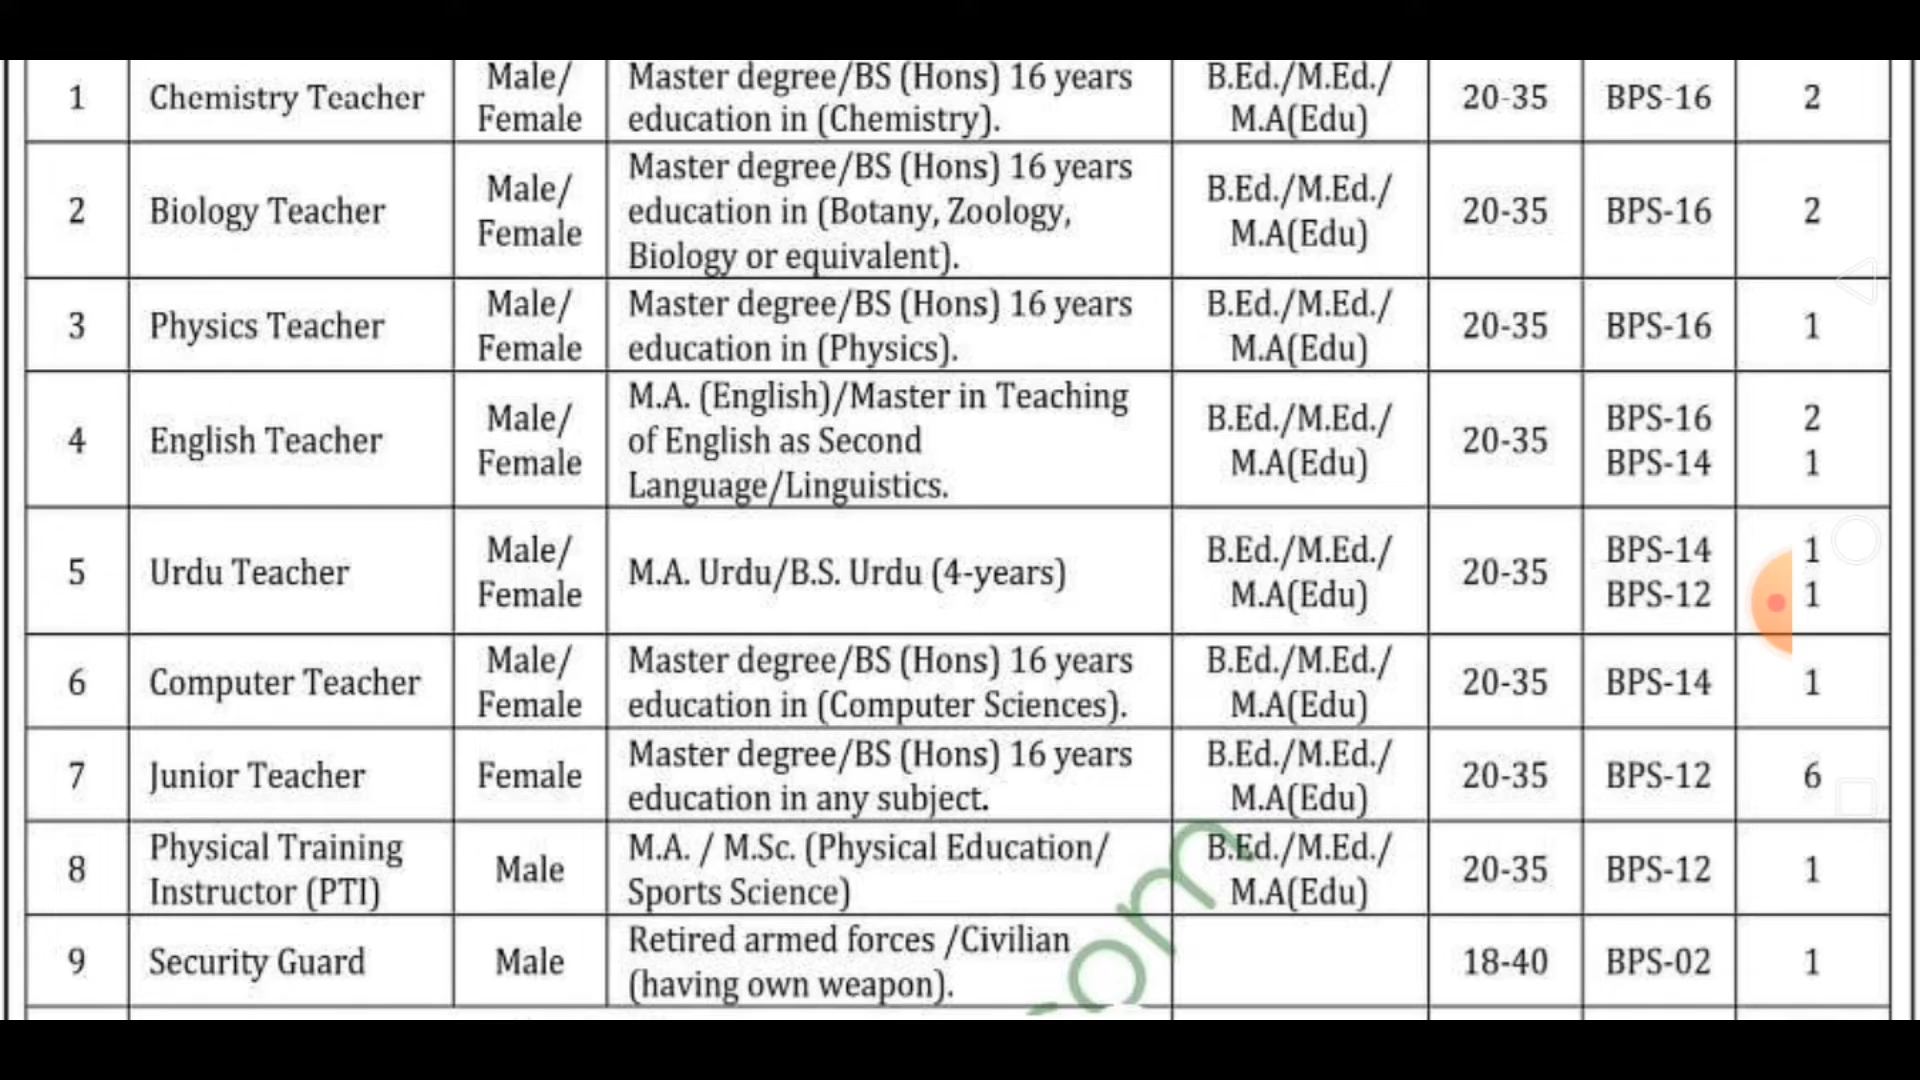 1 Chemistry Teacher Male/ Female Master degree/BS (Hons) 16 years education in (Chemistry). B.Ed./M.Ed./ M.A(Edu) 20-35 BPS-16 2
2 Biology Teacher Male/ Female Master degree/BS (Hons) 16 years education in (Botany, Zoology, Biology or equivalent). B.Ed./M.Ed./ M.A(Edu) 20-35 BPS-16 2
3 Physics Teacher Male/ Female Master degree/BS (Hons) 16 years education in (Physics). B.Ed./M.Ed./ M.A(Edu) 20-35 BPS-16 1
4 English Teacher Male/ Female M.A. (English)/Master in Teaching of English as Second Language/Linguistics. B.Ed./M.Ed./ M.A(Edu) 20-35 BPS-16 2 BPS-14 1
5 Urdu Teacher Male/ Female M.A. Urdu/B.S. Urdu (4-years) B.Ed./M.Ed./ M.A(Edu) 20-35 BPS-14 1 BPS-12 1
6 Computer Teacher Male/ Female Master degree/BS (Hons) 16 years education in (Computer Sciences). B.Ed./M.Ed./ M.A(Edu) 20-35 BPS-14 1
7 Junior Teacher Female Master degree/BS (Hons) 16 years education in any subject. B.Ed./M.Ed./ M.A(Edu) 20-35 BPS-12 6
8 Physical Training Instructor (PTI) Male M.A. / M.Sc. (Physical Education/ Sports Science) B.Ed./M.Ed./ M.A(Edu) 20-35 BPS-12 1
9 Security Guard Male Retired armed forces /Civilian (having own weapon). 18-40 BPS-02 1